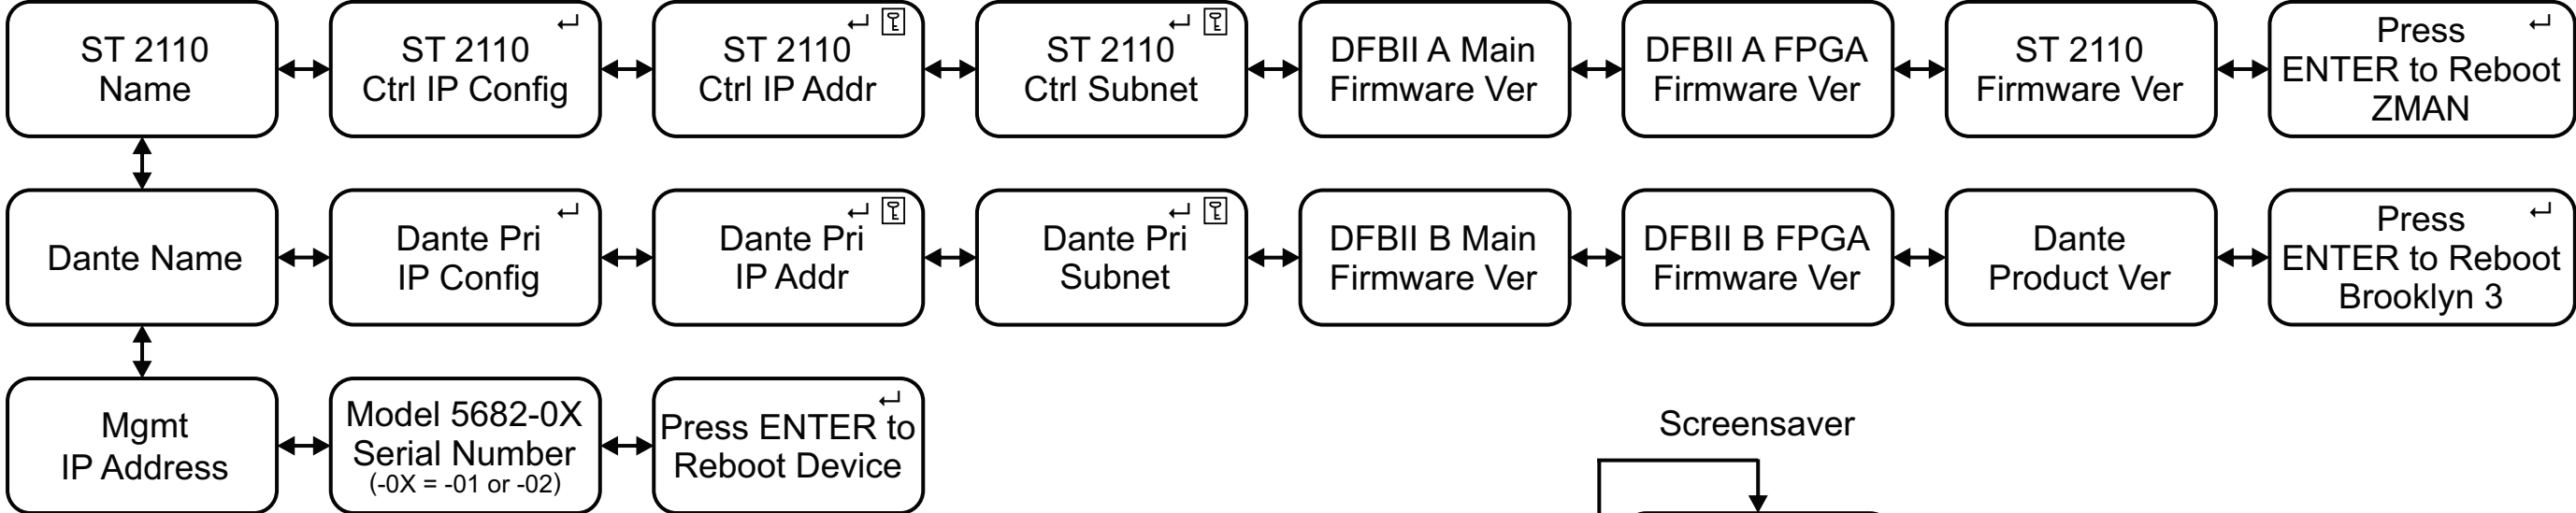 ST 2110
Name
ST 2110
Ctrl IP Config
ST 2110
Ctrl IP Addr
ST 2110
Ctrl Subnet
DFBII A Main
Firmware Ver
DFBII A FPGA
Firmware Ver
ST 2110
Firmware Ver
Press
ENTER to Reboot
ZMAN
Dante Name
Dante Pri
IP Config
Dante Pri
IP Addr
Dante Pri
Subnet
DFBII B Main
Firmware Ver
DFBII B FPGA
Firmware Ver
Dante
Product Ver
Press
ENTER to Reboot
Brooklyn 3
Mgmt
IP Address
Model 5682-0X
Serial Number
(-0X = -01 or -02)
Press ENTER to
Reboot Device
Screensaver